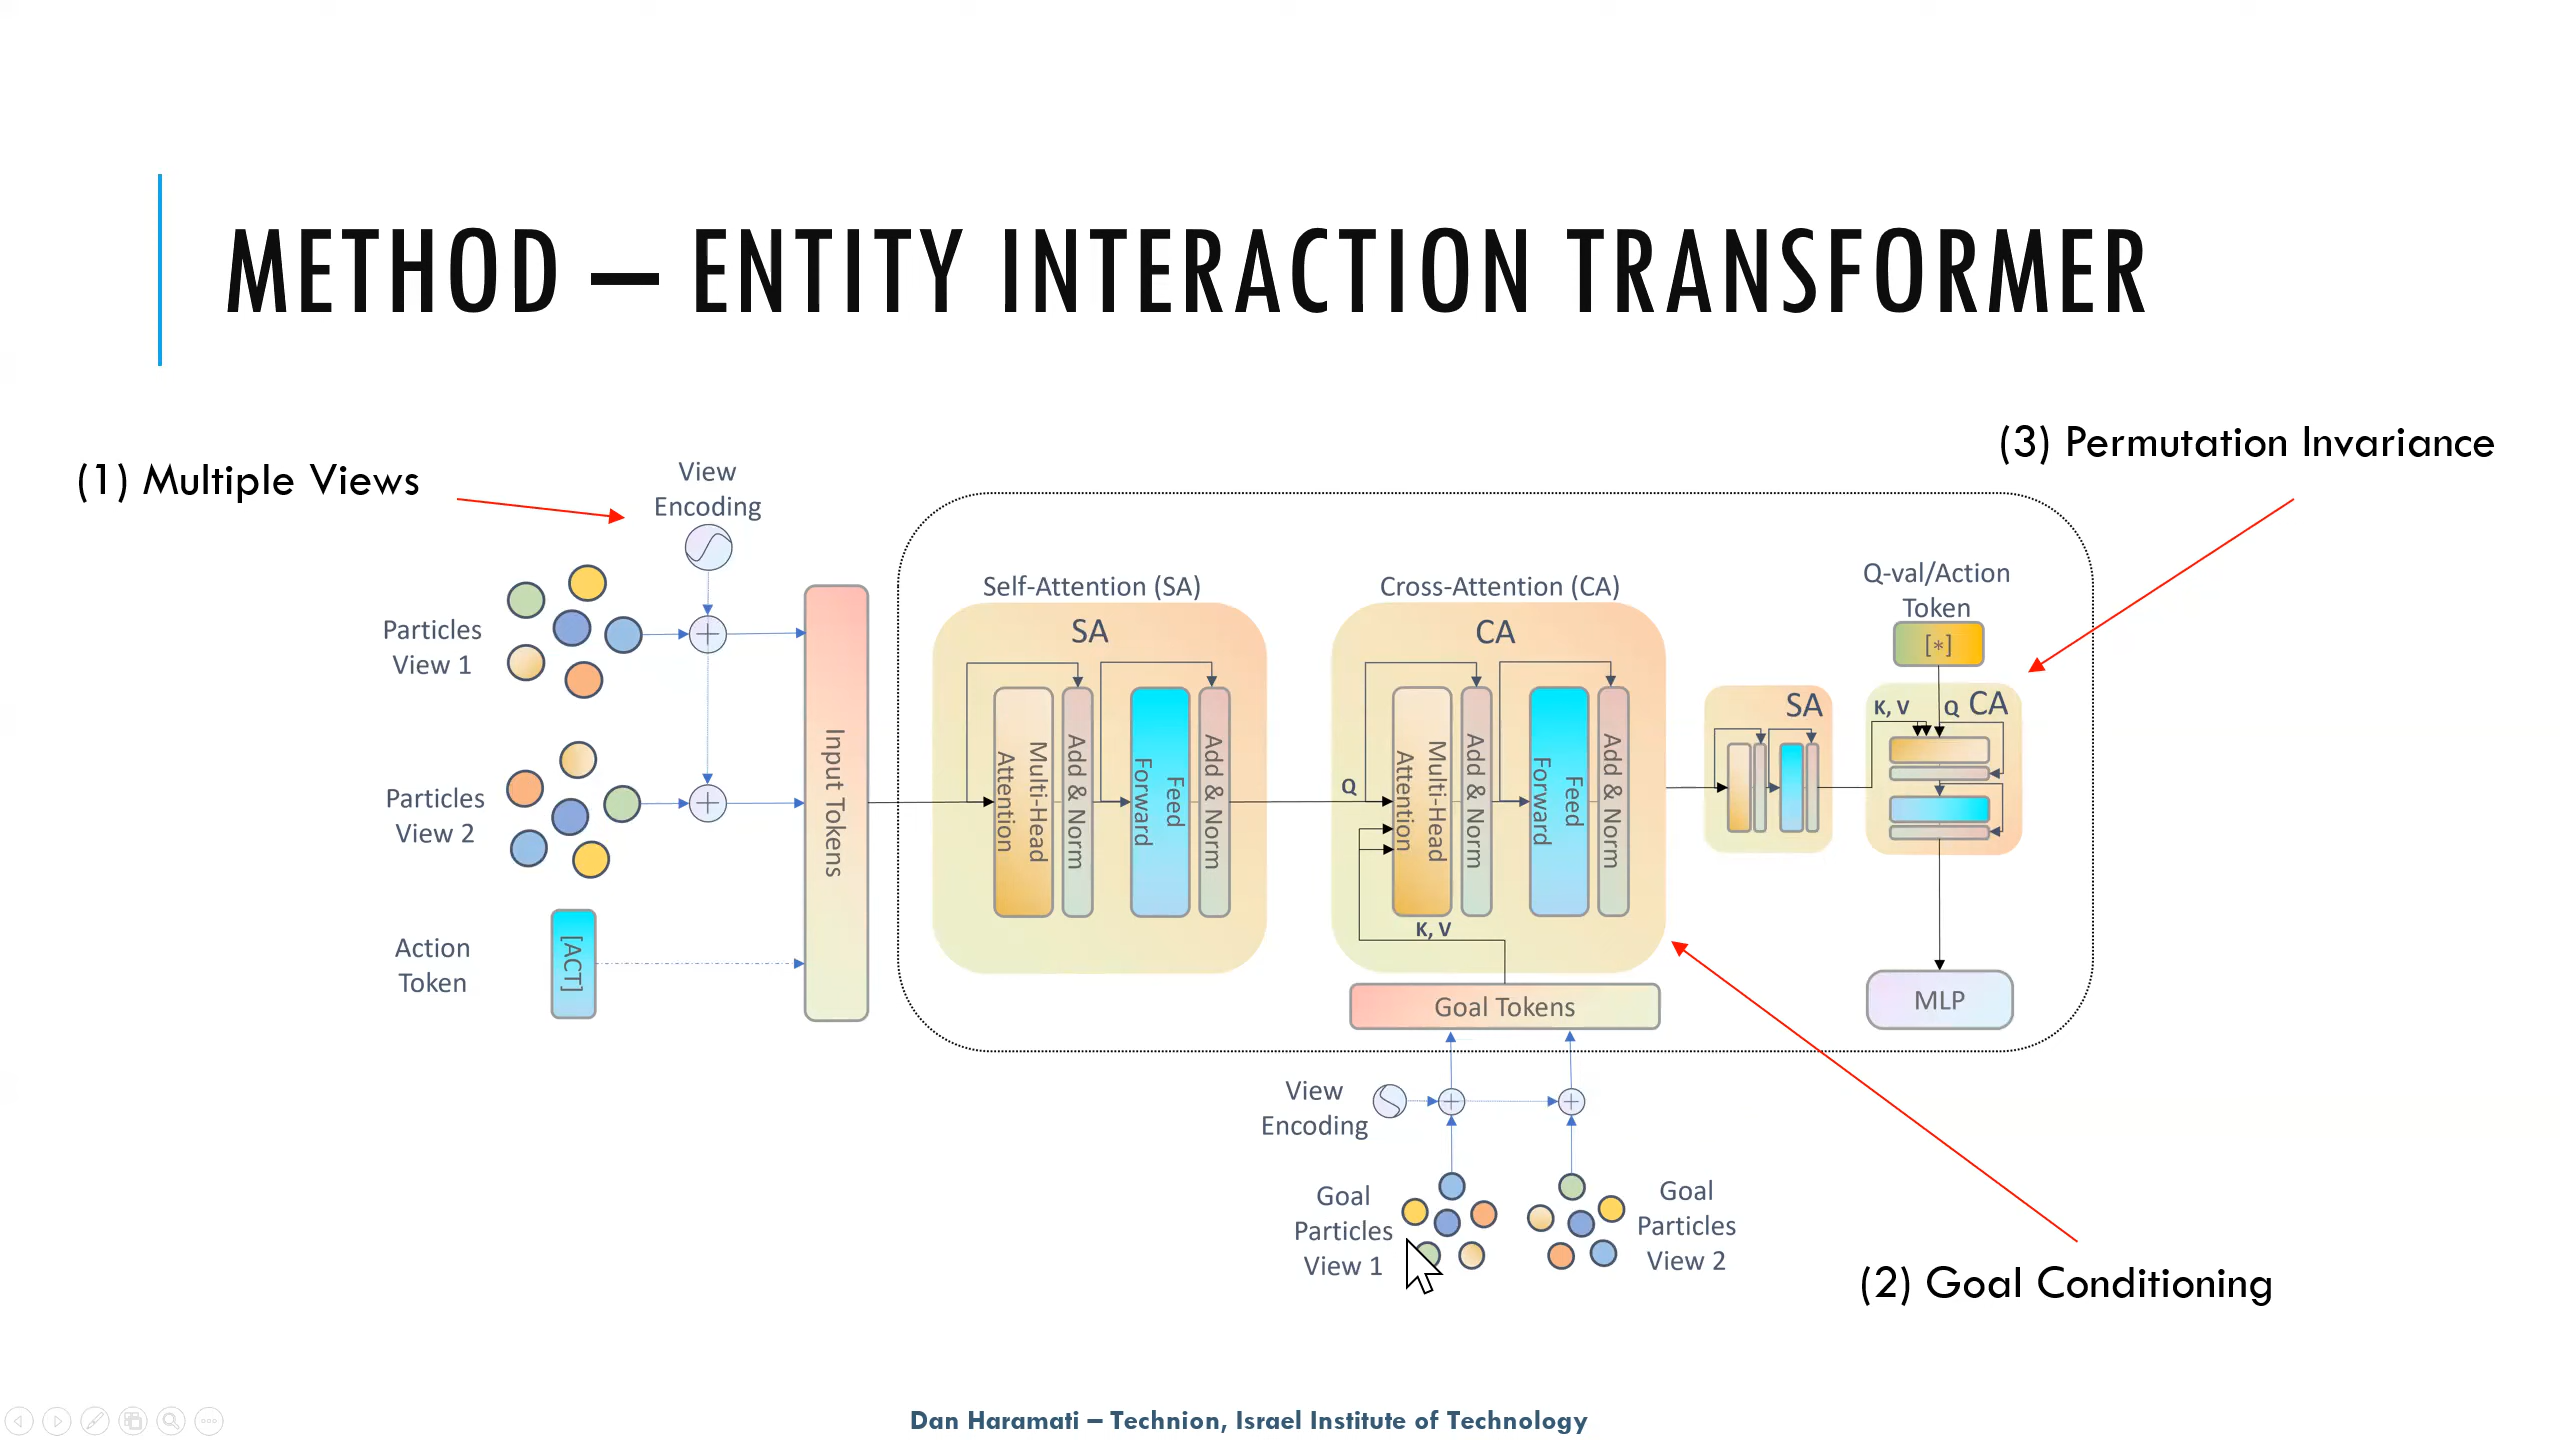 METHOD – ENTITY INTERACTION TRANSFORMER
(1) Multiple Views
(3) Permutation Invariance
View
Encoding
Particles
View 1
Particles
View 2
Action
Token
[ACT]
Input Tokens
Self-Attention (SA)
SA
Multi-Head
Attention
Add & Norm
Feed
Forward
Add & Norm
Cross-Attention (CA)
CA
Q
Multi-Head
Attention
Add & Norm
Feed
Forward
Add & Norm
K, V
Goal Tokens
SA
Q-val/Action
Token
[*]
K, V
Q
CA
MLP
View
Encoding
Goal
Particles
View 1
Goal
Particles
View 2
(2) Goal Conditioning
Dan Haramati – Technion, Israel Institute of Technology